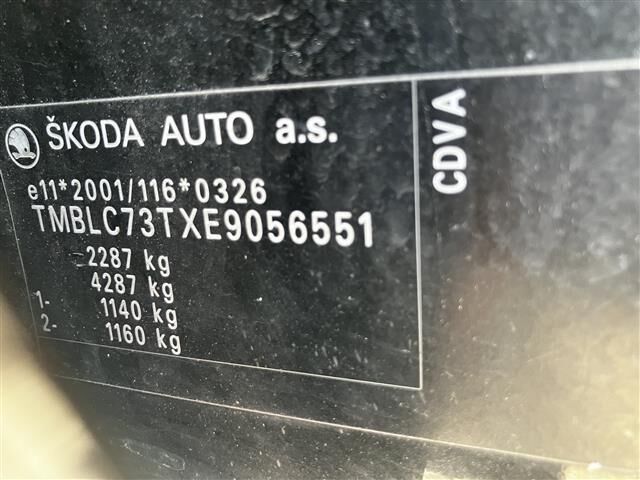 ŠKODA AUTO a.s.
e11*2001/116*0326
TMBLC73TXE9056551
2287 kg
4287 kg
1- 1140 kg
2- 1160 kg
CDVA